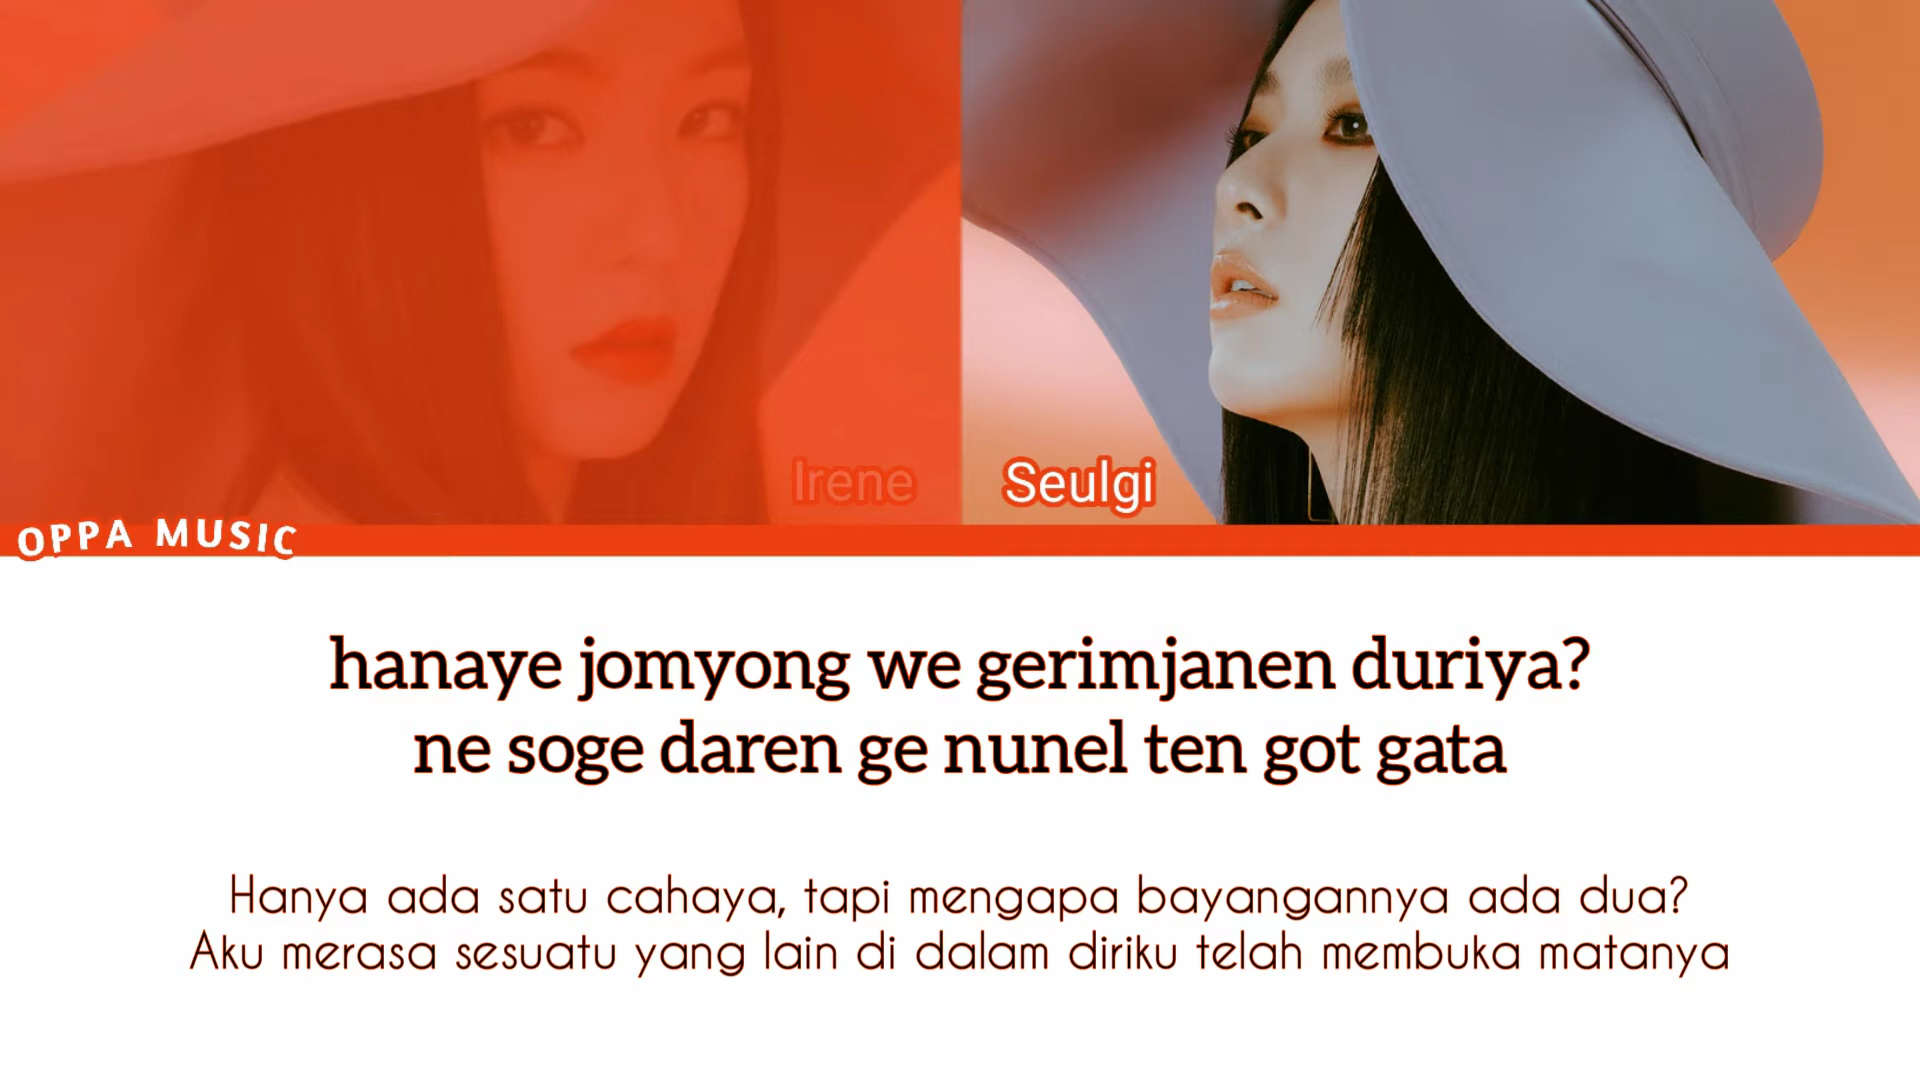 Irene
Seulgi
OPPA MUSIC
hanaye jomyong we gerimjanen duriya?
ne soge daren ge nunel ten got gata
Hanya ada satu cahaya, tapi mengapa bayangannya ada dua?
Aku merasa sesuatu yang lain di dalam diriku telah membuka matanya